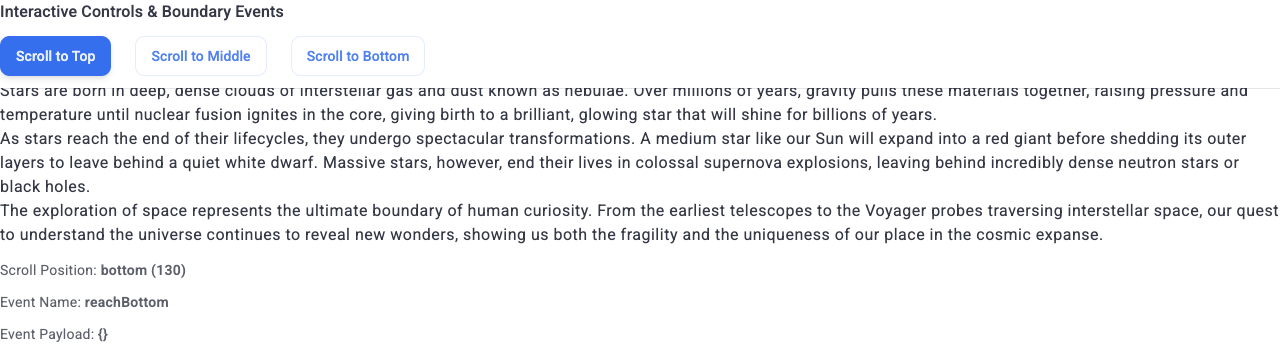 Interactive Controls & Boundary Events
Scroll to Top
Scroll to Middle
Scroll to Bottom
Stars are born in deep, dense clouds of interstellar gas and dust known as nebulae. Over millions of years, gravity pulls these materials together, raising pressure and
temperature until nuclear fusion ignites in the core, giving birth to a brilliant, glowing star that will shine for billions of years.
As stars reach the end of their lifecycles, they undergo spectacular transformations. A medium star like our Sun will expand into a red giant before shedding its outer
layers to leave behind a quiet white dwarf. Massive stars, however, end their lives in colossal supernova explosions, leaving behind incredibly dense neutron stars or
black holes.
The exploration of space represents the ultimate boundary of human curiosity. From the earliest telescopes to the Voyager probes traversing interstellar space, our quest
to understand the universe continues to reveal new wonders, showing us both the fragility and the uniqueness of our place in the cosmic expanse.
Scroll Position: bottom (130)
Event Name: reachBottom
Event Payload: {}